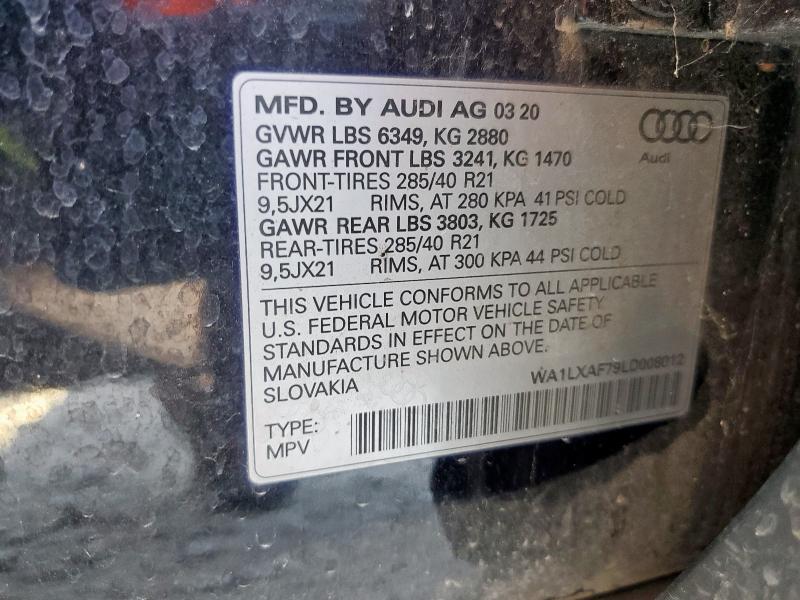 MFD. BY AUDI AG 03 20
GVWR LBS 6349, KG 2880
GAWR FRONT LBS 3241, KG 1470
FRONT-TIRES 285/40 R21
9,5JX21 RIMS, AT 280 KPA 41 PSI COLD
GAWR REAR LBS 3803, KG 1725
REAR-TIRES 285/40 R21
9,5JX21 RIMS, AT 300 KPA 44 PSI COLD
Audi
THIS VEHICLE CONFORMS TO ALL APPLICABLE
U.S. FEDERAL MOTOR VEHICLE SAFETY
STANDARDS IN EFFECT ON THE DATE OF
MANUFACTURE SHOWN ABOVE.
SLOVAKIA
WA1LXAF79LD008012
TYPE:
MPV